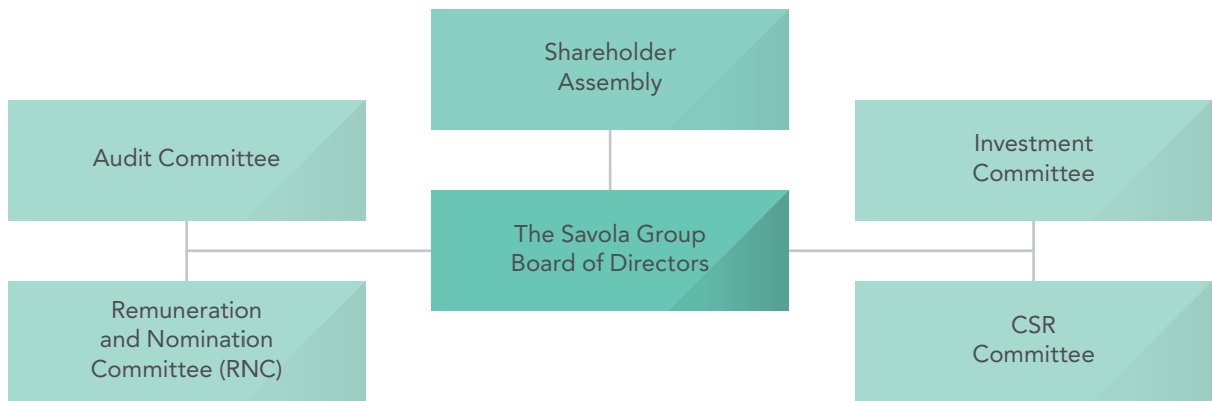 Shareholder
Assembly
Audit Committee
Investment
Committee
The Savola Group
Board of Directors
Remuneration
and Nomination
Committee (RNC)
CSR
Committee